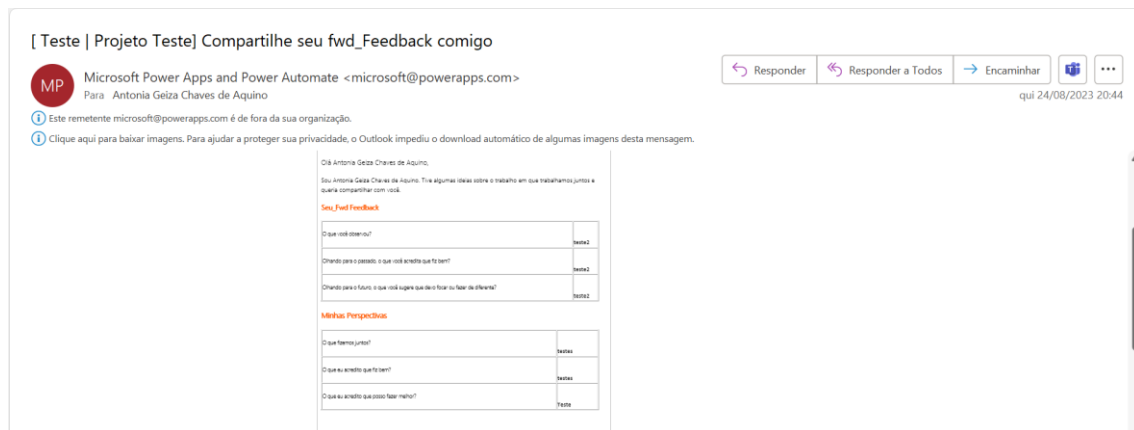 [ Teste | Projeto Teste] Compartilhe seu fwd_Feedback comigo
MP
Microsoft Power Apps and Power Automate <microsoft@powerapps.com>
Para Antonia Geiza Chaves de Aquino
Responder
Responder a Todos
Encaminhar
qui 24/08/2023 20:44
Este remetente microsoft@powerapps.com é de fora da sua organização.
Clique aqui para baixar imagens. Para ajudar a proteger sua privacidade, o Outlook impediu o download automático de algumas imagens desta mensagem.
Olá Antonia Geiza Chaves de Aquino,
Sou Antonia Geiza Chaves de Aquino. Tive algumas ideias sobre o trabalho em que trabalhamos juntos e
queria compartilhar com você.
Seu_Fwd Feedback
O que você observou? teste2
Olhando para o passado, o que você acredita que fiz bem? teste2
Olhando para o futuro, o que você sugere que devo focar ou fazer de diferente? teste2
Minhas Perspectivas
O que fizemos juntos? testes
O que eu acredito que fiz bem? testes
O que eu acredito que posso fazer melhor? Teste